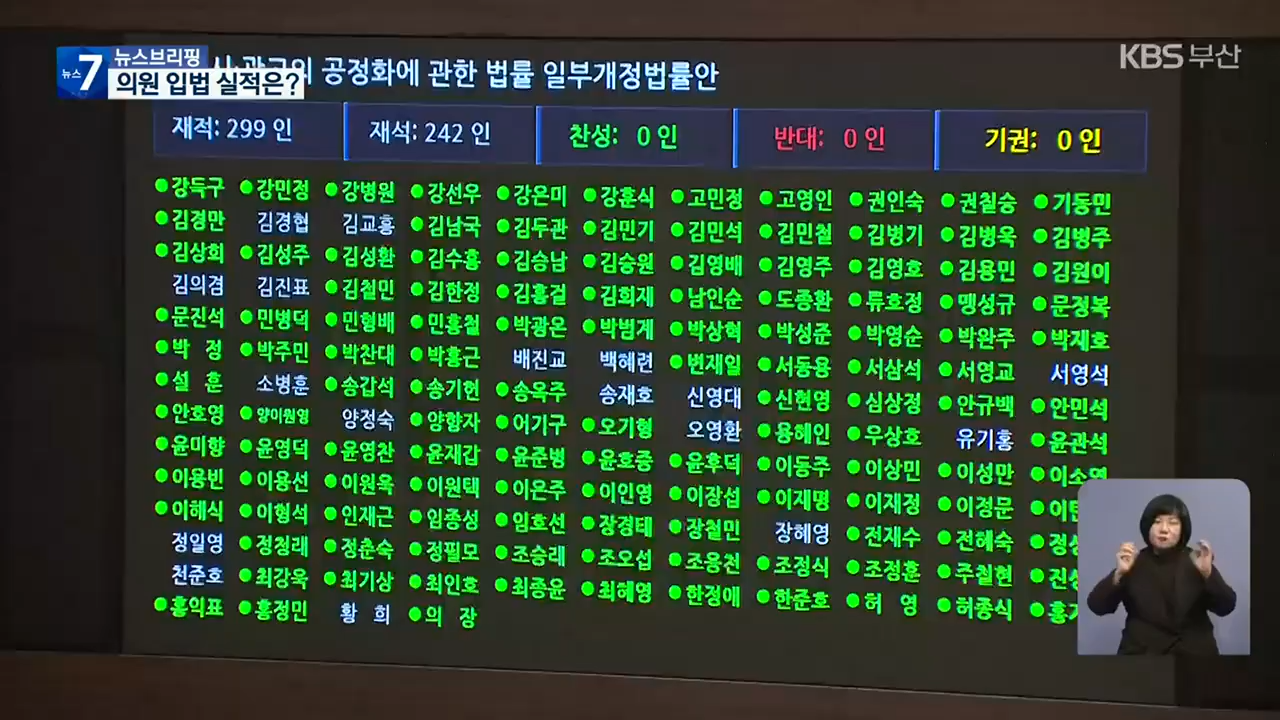 뉴스 7
뉴스브리핑
의원 입법 실적은?
KBS 부산
공정화에 관한 법률 일부개정법률안
재적: 299 인 재석: 242 인 찬성: 0 인 반대: 0 인 기권: 0 인
강득구 강민정 강병원 강선우 강은미 강훈식 고민정 고영인 권인숙 권칠승 기동민
김경만 김경협 김교흥 김남국 김두관 김민기 김민석 김민철 김병기 김병욱 김병주
김상희 김성주 김성환 김수흥 김승남 김승원 김영배 김영주 김영호 김용민 김원이
김의겸 김진표 김철민 김한정 김홍걸 김회재 남인순 도종환 류호정 맹성규 문정복
문진석 민병덕 민형배 민홍철 박광온 박범계 박상혁 박성준 박영순 박완주 박재호
박 정 박주민 박찬대 박홍근 배진교 백혜련 변재일 서동용 서삼석 서영교 서영석
설 훈 소병훈 송갑석 송기헌 송옥주 송재호 신영대 신현영 심상정 안규백 안민석
안호영 양이원영 양정숙 양향자 어기구 오기형 오영환 용혜인 우상호 유기홍 윤관석
윤미향 윤영덕 윤영찬 윤재갑 윤준병 윤호중 윤후덕 이동주 이상민 이성만 이소영
이용빈 이용선 이원욱 이원택 이은주 이인영 이장섭 이재명 이재정 이정문
이해식 이형석 인재근 임종성 임호선 장경태 장철민 장혜영 전재수 전혜숙
정일영 정청래 정춘숙 정필모 조승래 조오섭 조응천 조정식 조정훈 주철현
천준호 최강욱 최기상 최인호 최종윤 최혜영 한정애 한준호 허 영 허종식
홍익표 홍정민 황 희 의 장